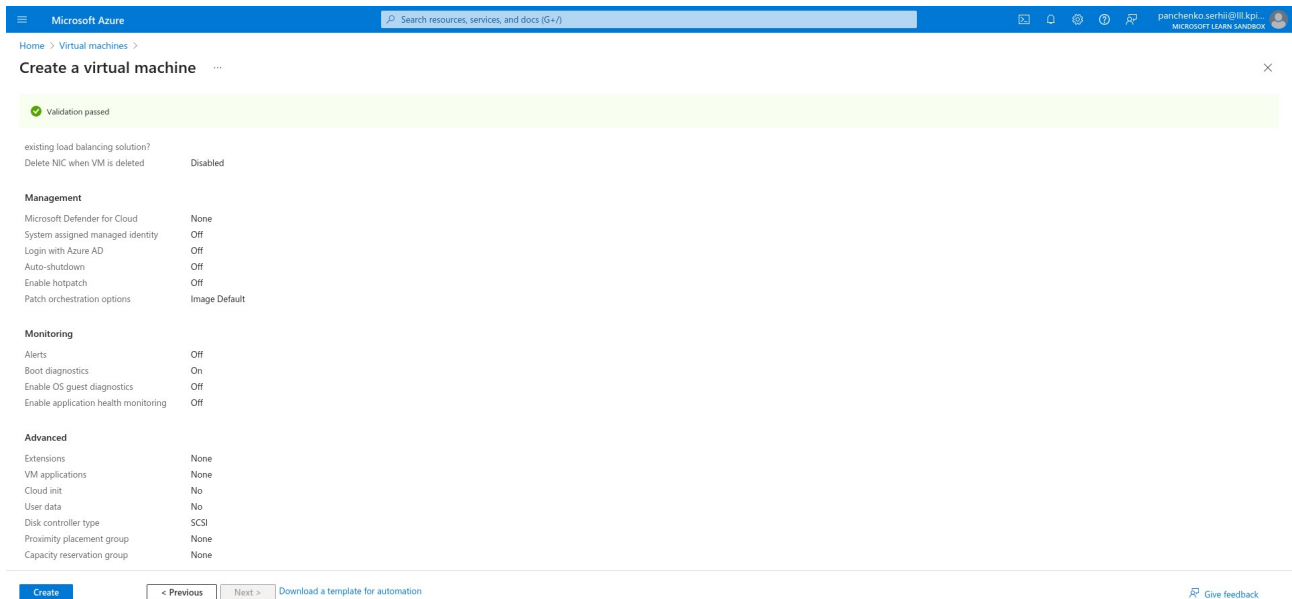 Microsoft Azure
Search resources, services, and docs (G+/)
panchenko.serhii@lll.kpi...
MICROSOFT LEARN SANDBOX
Home > Virtual machines >
Create a virtual machine ...
Validation passed
existing load balancing solution?
Delete NIC when VM is deleted Disabled
Management
Microsoft Defender for Cloud None
System assigned managed identity Off
Login with Azure AD Off
Auto-shutdown Off
Enable hotpatch Off
Patch orchestration options Image Default
Monitoring
Alerts Off
Boot diagnostics On
Enable OS guest diagnostics Off
Enable application health monitoring Off
Advanced
Extensions None
VM applications None
Cloud init No
User data No
Disk controller type SCSI
Proximity placement group None
Capacity reservation group None
Create < Previous Next > Download a template for automation Give feedback